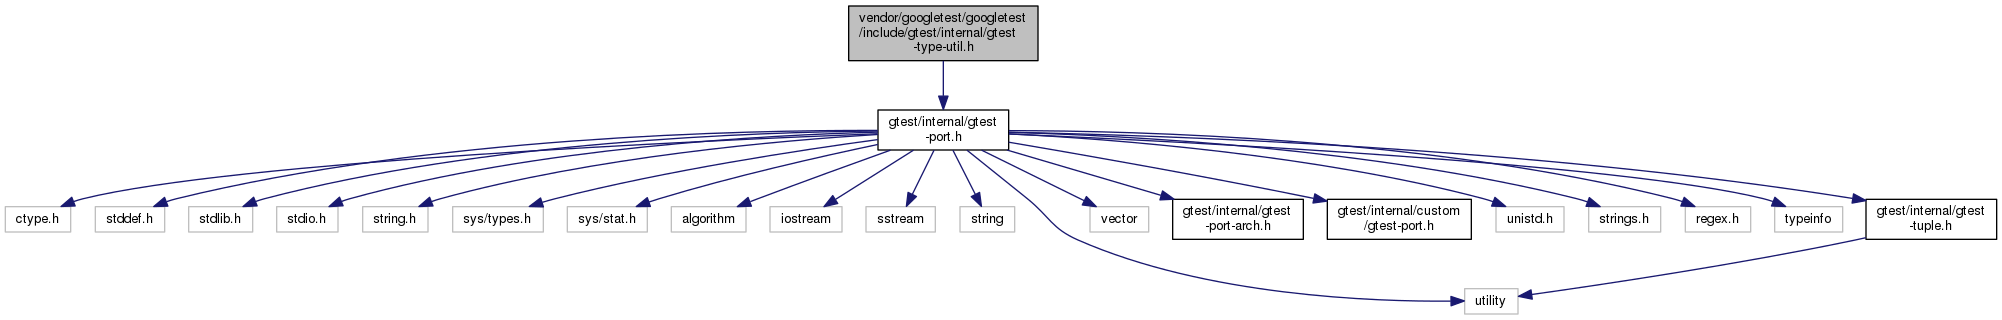 vendor/googletest/googletest
/include/gtest/internal/gtest
-type-util.h
gtest/internal/gtest
-port.h
ctype.h
stddef.h
stdlib.h
stdio.h
string.h
sys/types.h
sys/stat.h
algorithm
iostream
sstream
string
vector
gtest/internal/gtest
-port-arch.h
gtest/internal/custom
/gtest-port.h
unistd.h
strings.h
regex.h
typeinfo
gtest/internal/gtest
-tuple.h
utility